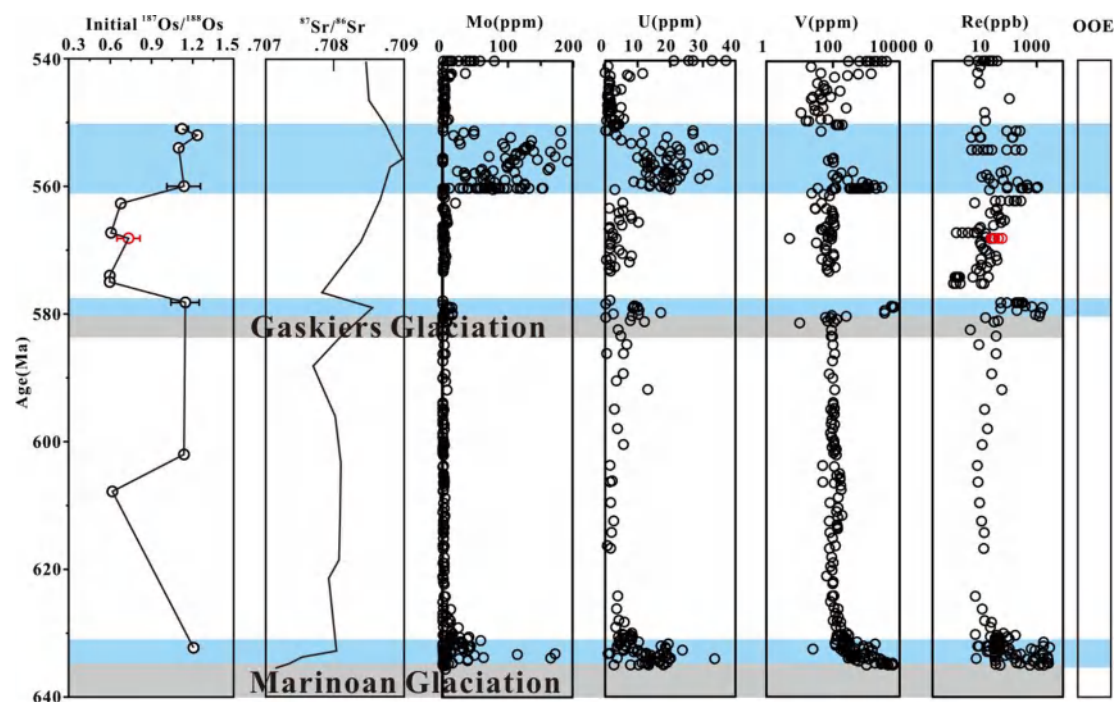 Initial ¹⁸⁷Os/¹⁸⁸Os ⁸⁷Sr/⁸⁶Sr Mo(ppm) U(ppm) V(ppm) Re(ppb) OOE
0.3 0.6 0.9 1.2 1.5 .707 .708 .709 0 100 200 0 10 20 30 40 1 100 10000 0 10 1000
540
560
580
600
620
640
Age(Ma)
Gaskiers Glaciation
Marinoan Glaciation